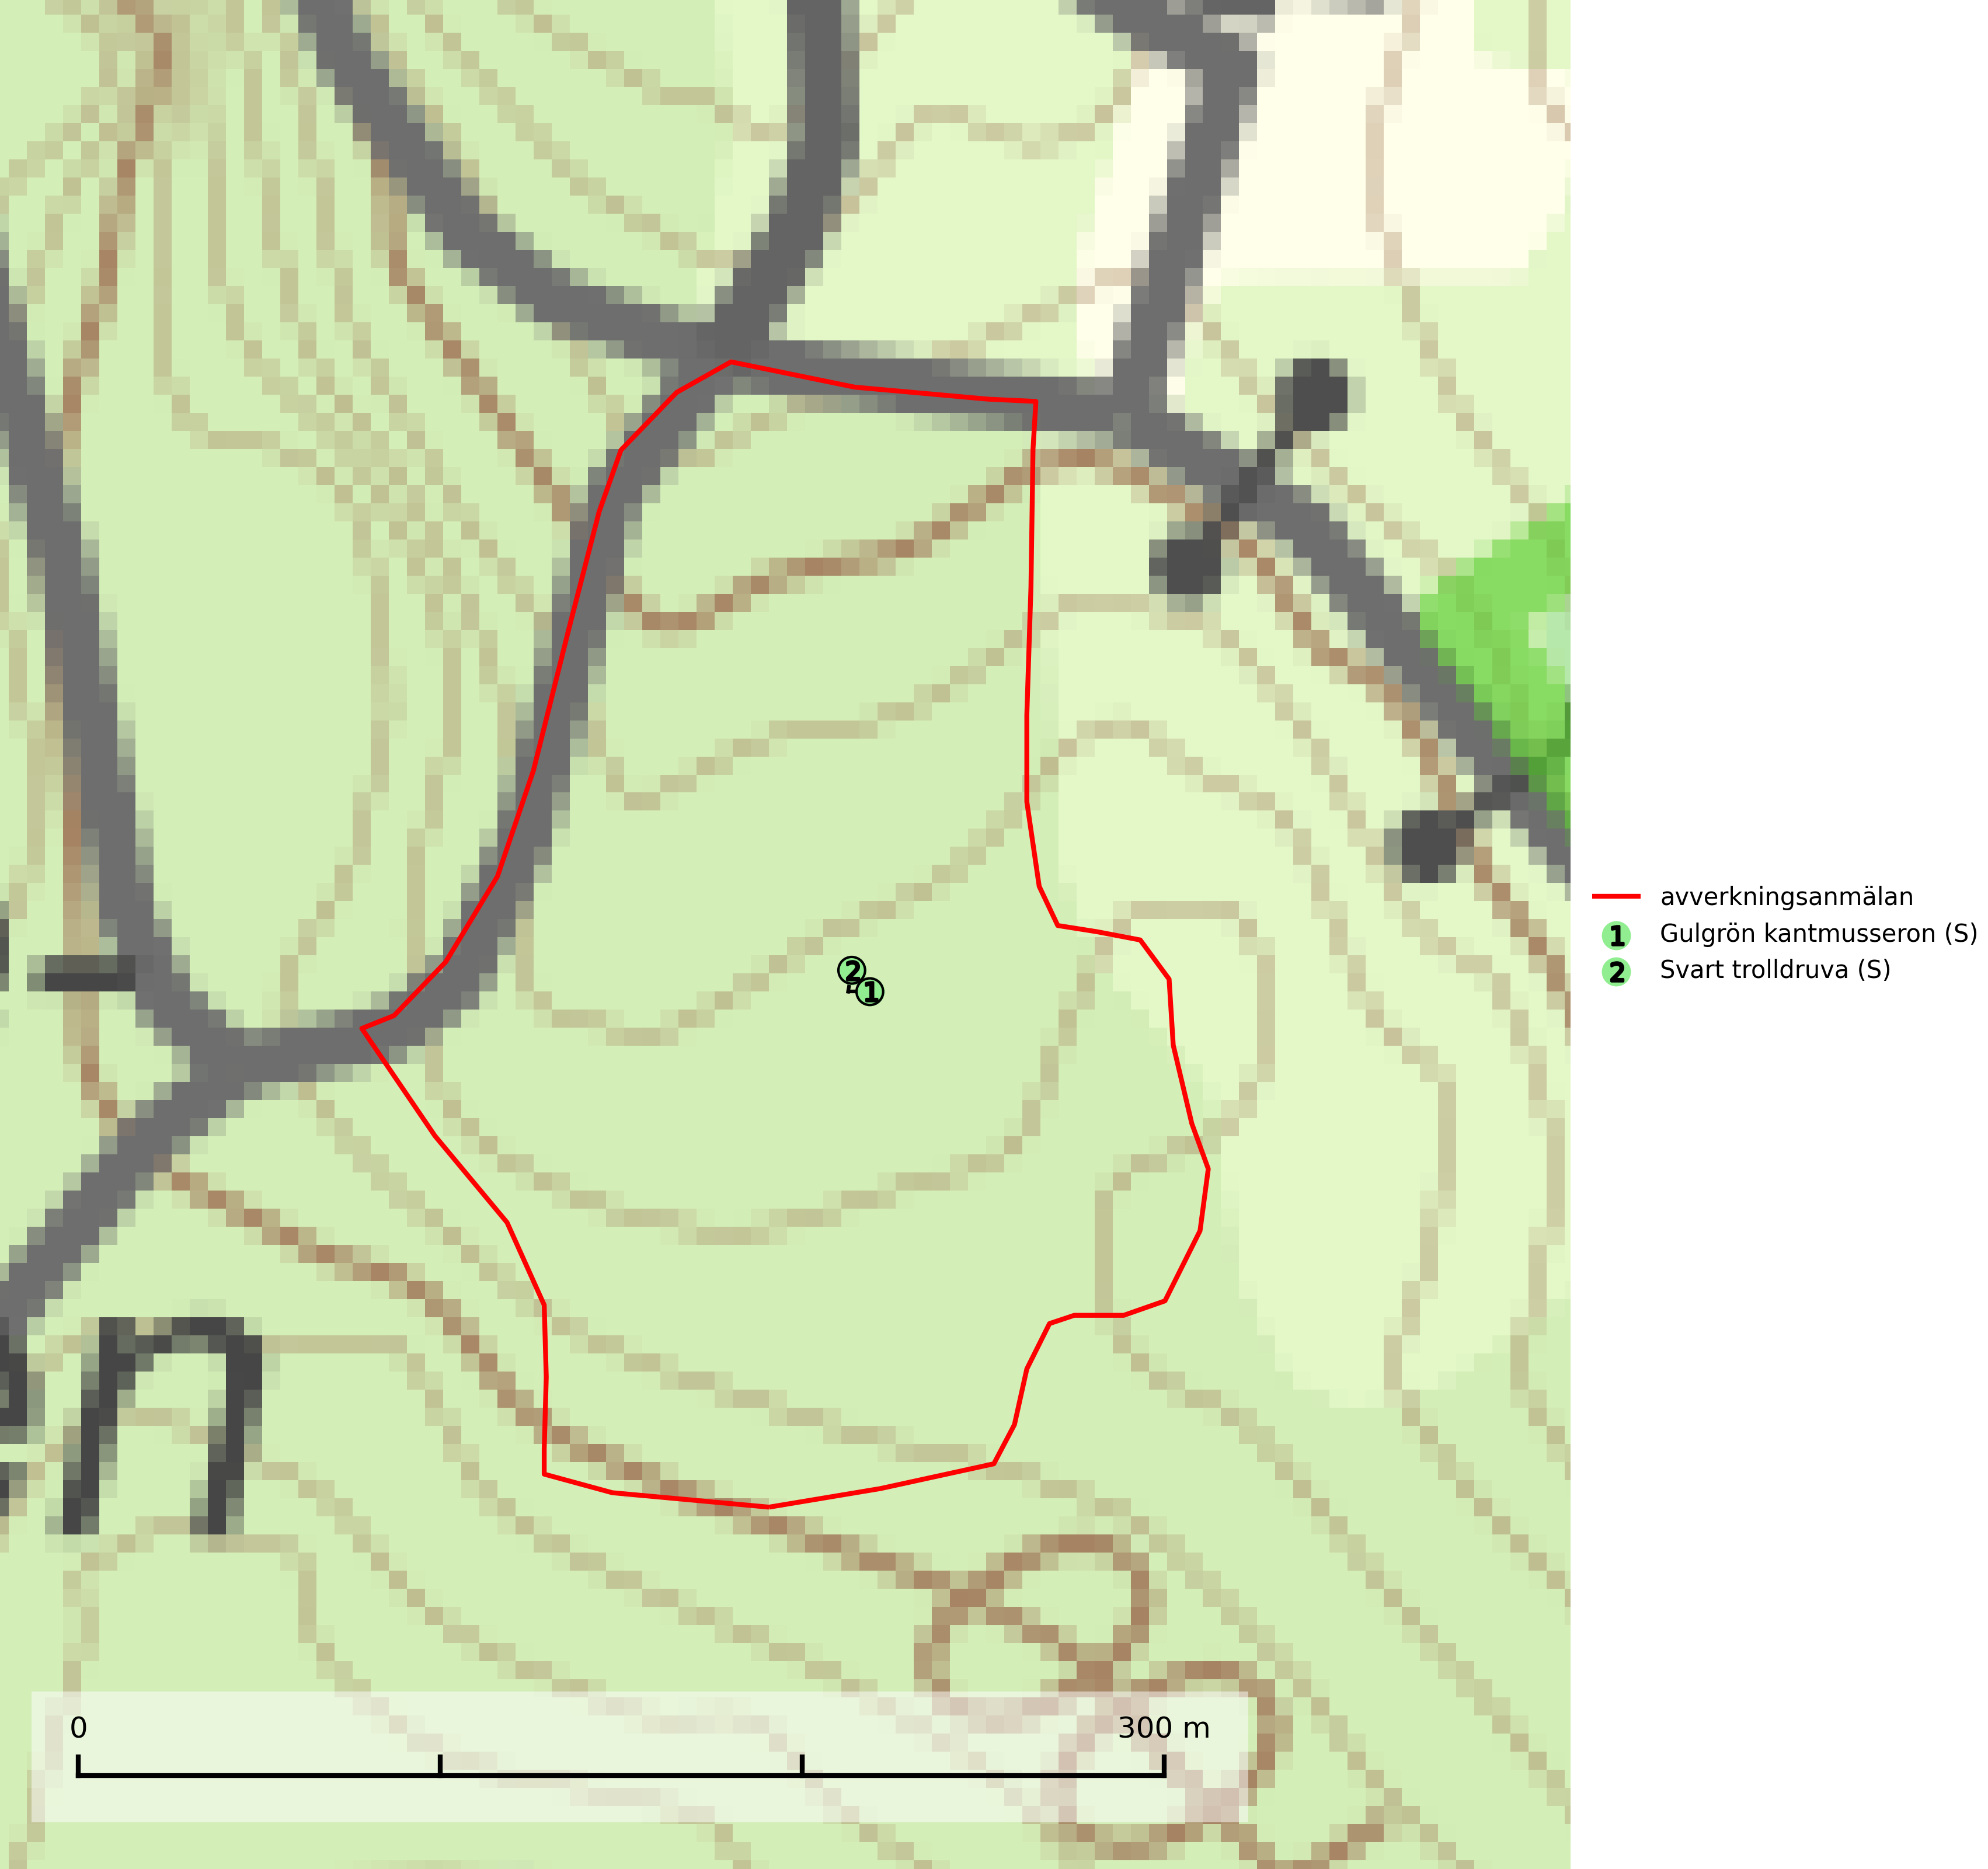 2
1
avverkningsanmälan
1 Gulgrön kantmusseron (S)
2 Svart trolldruva (S)
0 300 m